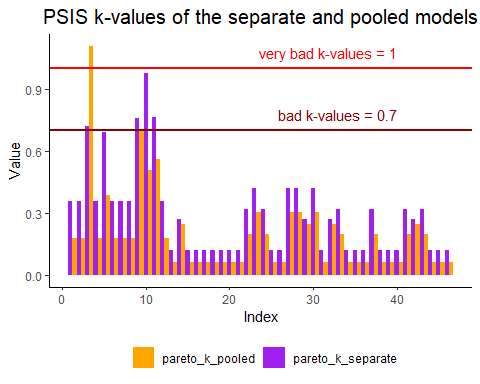 PSIS k-values of the separate and pooled models
very bad k-values = 1
bad k-values = 0.7
Value
0.9
0.6
0.3
0.0
0 10 20 30 40
Index
pareto_k_pooled pareto_k_separate